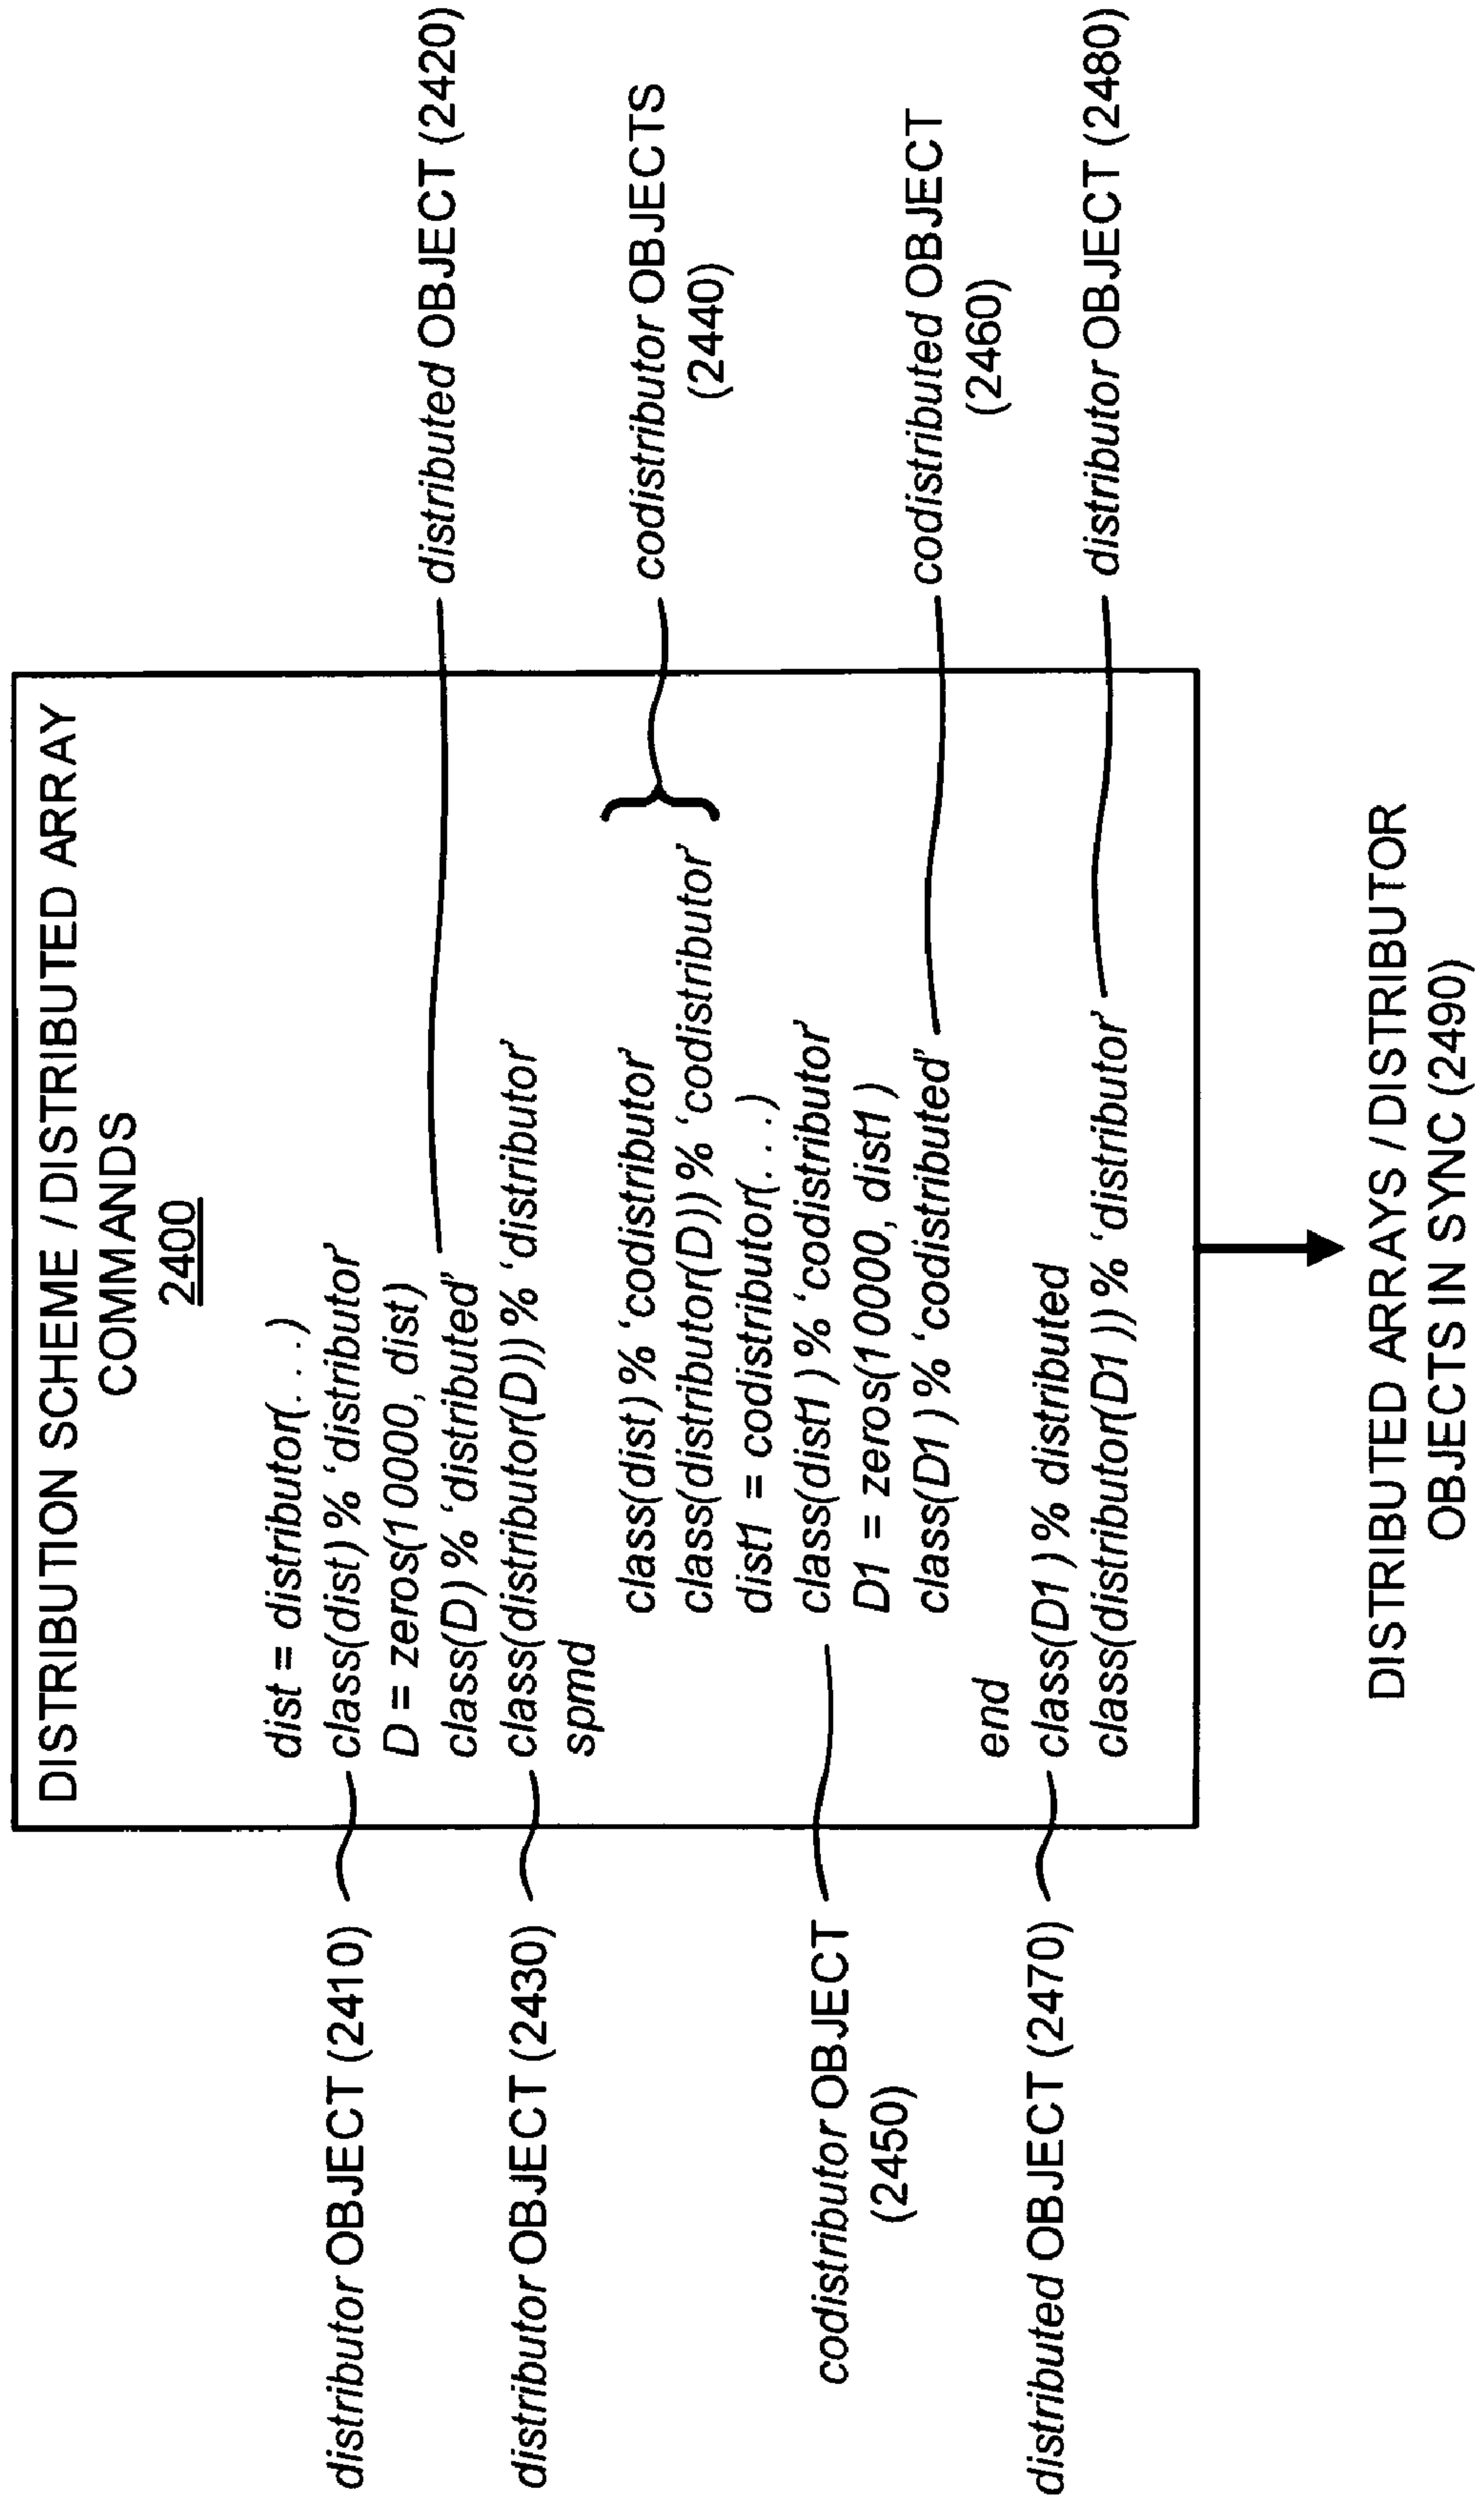 DISTRIBUTION SCHEME / DISTRIBUTED ARRAY
COMMANDS
2400
dist = distributor(. . .)
class(dist) % ‘distributor’
D = zeros(1000, dist)
class(D) % ‘distributed’
class(distributor(D)) % ‘distributor’
spmd
class(dist) % ‘codistributor’
class(distributor(D)) % ‘codistributor’
dist1 = codistributor(. . .)
class(dist1) % ‘codistributor’
D1 = zeros(1000, dist1)
class(D1) % ‘codistributed’
end
class(D1) % distributed
class(distributor(D1)) % ‘distributor’
distributor OBJECT (2410)
distributor OBJECT (2430)
codistributor OBJECT
(2450)
distributed OBJECT (2470)
distributed OBJECT (2420)
codistributor OBJECTS
(2440)
codistributed OBJECT
(2460)
distributor OBJECT (2480)
DISTRIBUTED ARRAYS / DISTRIBUTOR
OBJECTS IN SYNC (2490)